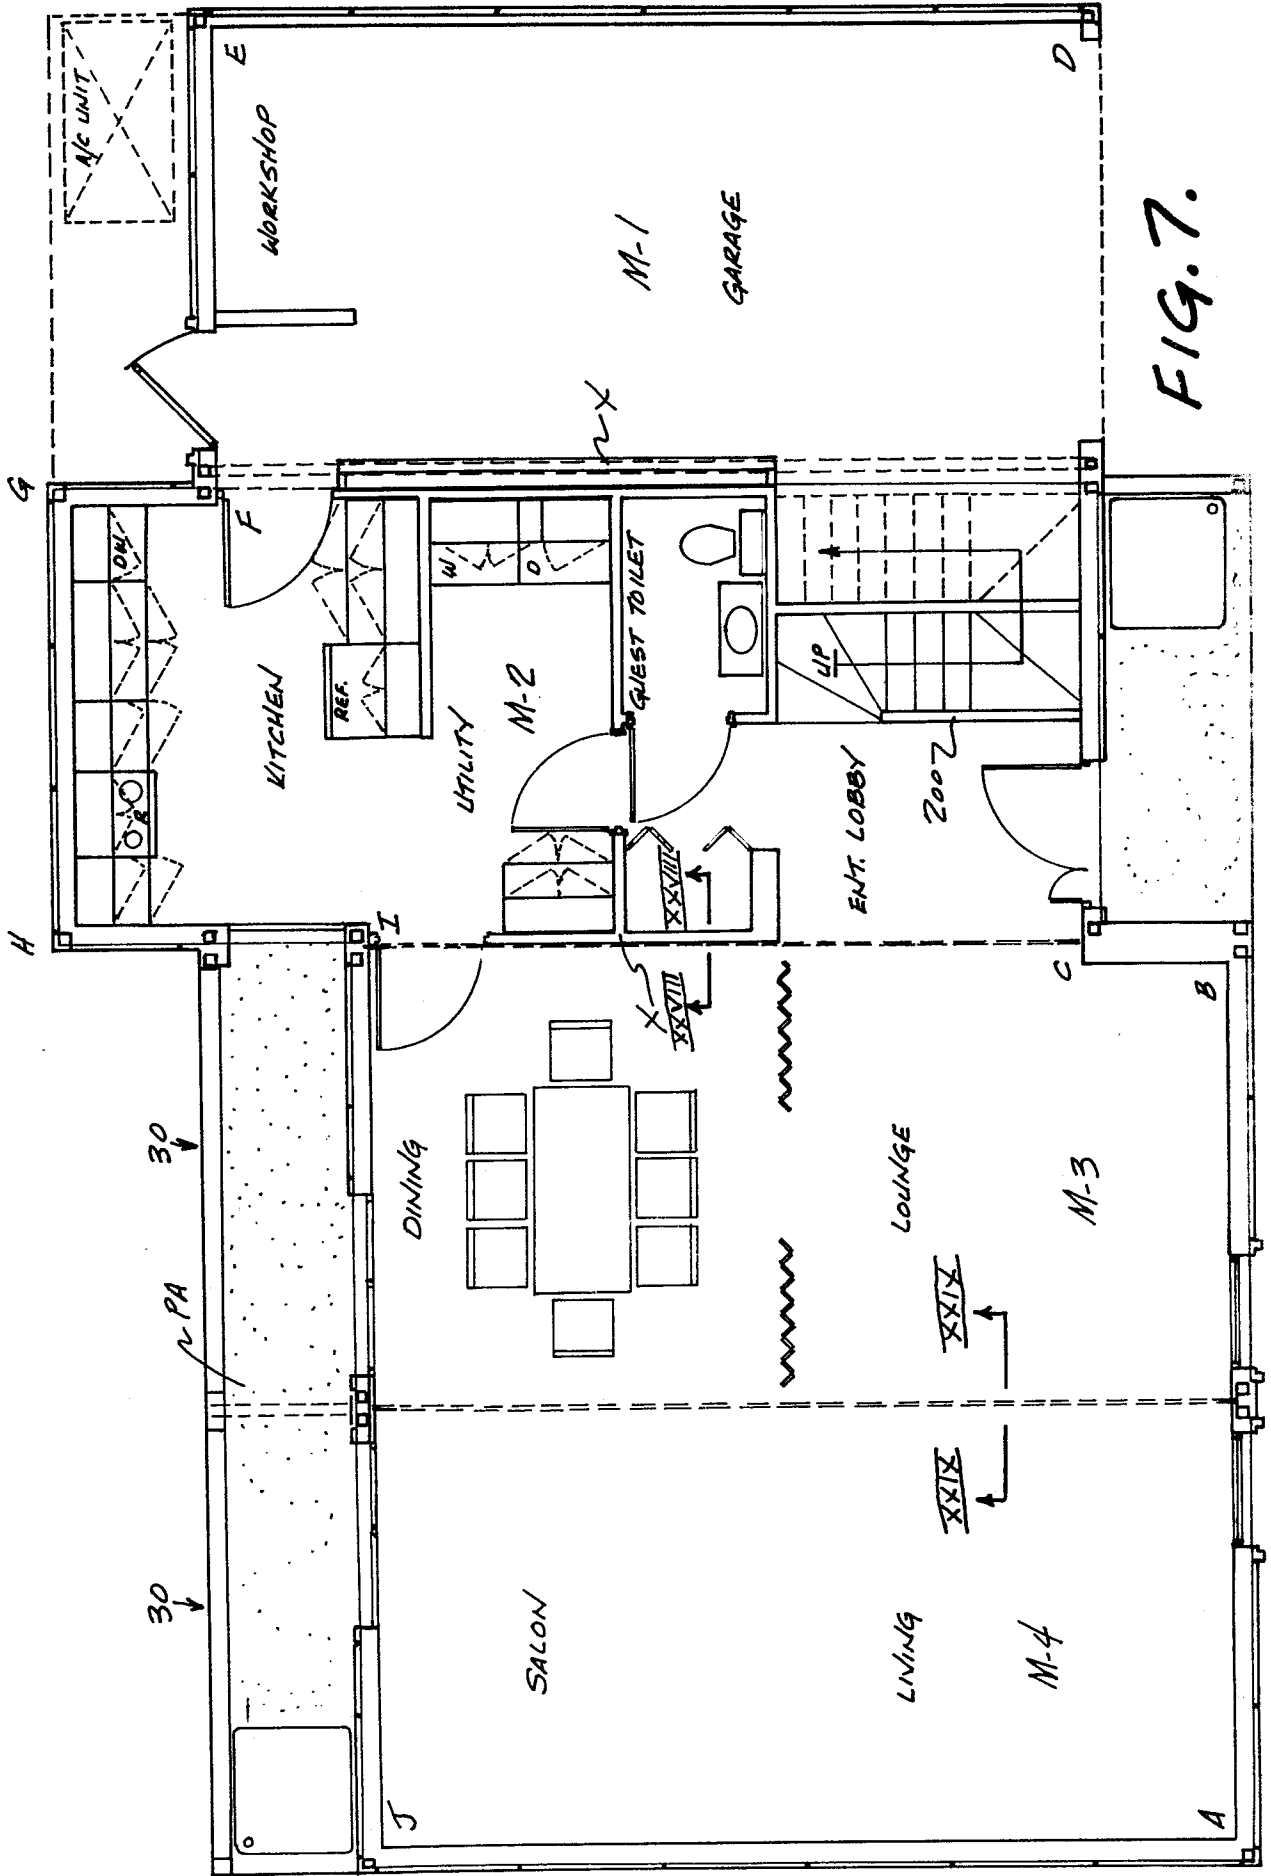 A/C UNIT
E
WORKSHOP
D
M-1
GARAGE
FIG. 7.
X
G
F
DW
KITCHEN
REF.
R
W
D
UTILITY
M-2
GUEST TOILET
UP
200
ENT. LOBBY
H
I
X
XXVIII
XXVIII
C
B
30
PA
DINING
LOUNGE
M-3
XXIX
XXIX
30
SALON
LIVING
M-4
J
A